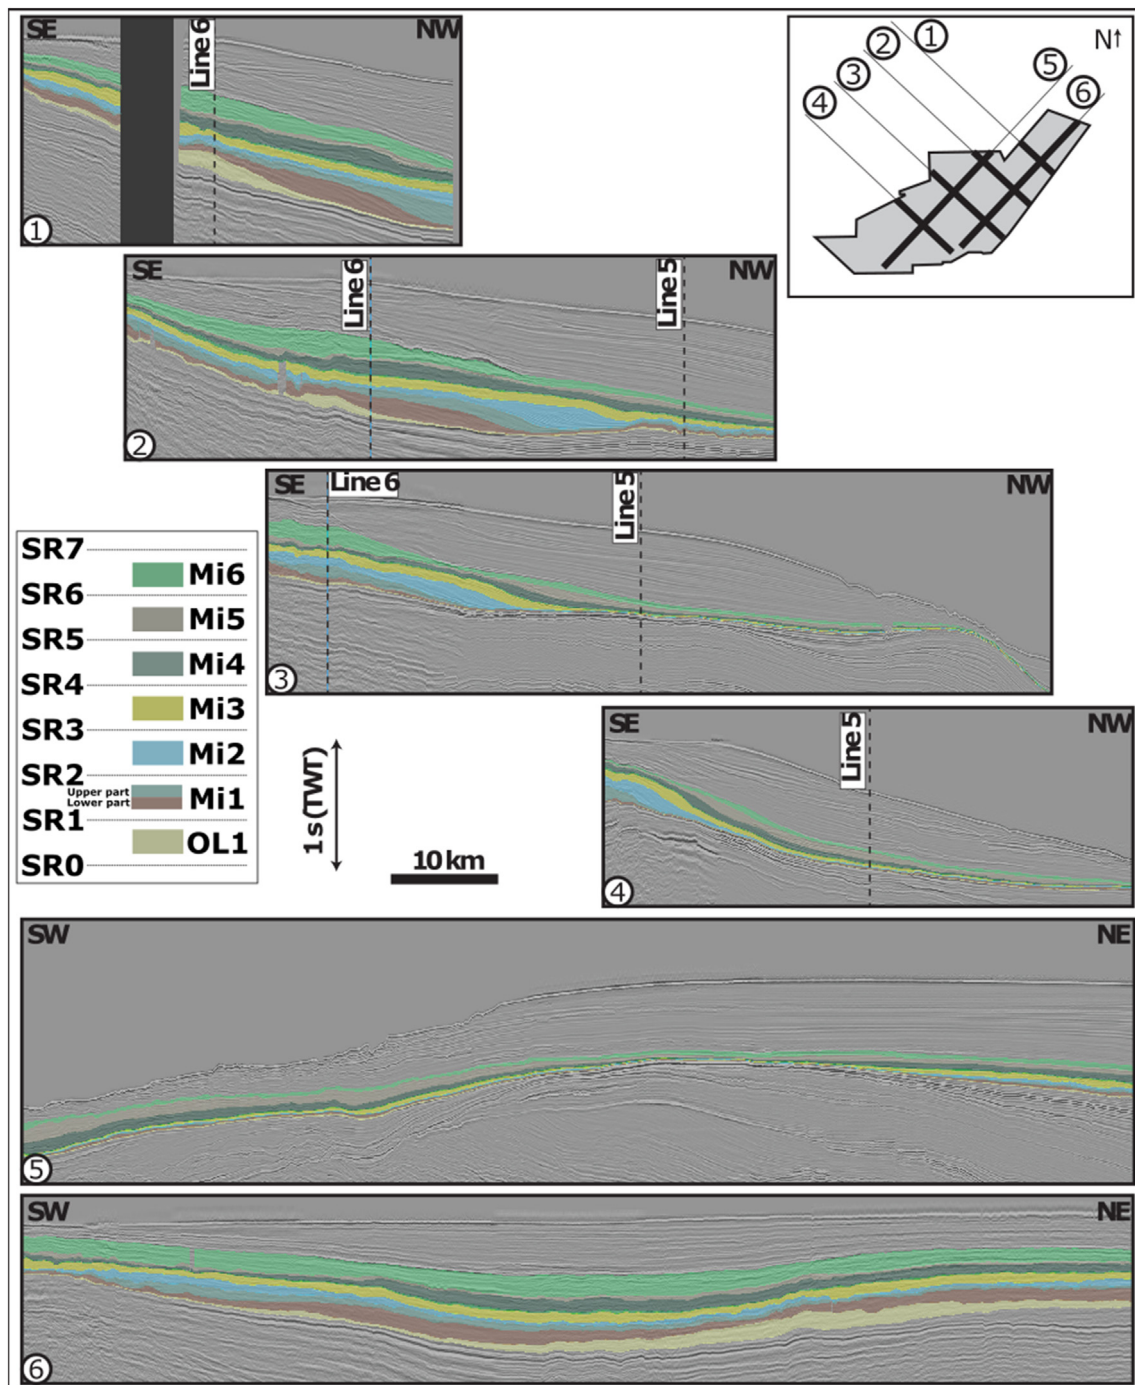 SE
NW
Line 6
1
1
2
3
4
5
6
N↑
SE
NW
Line 6
Line 5
2
SE
Line 6
Line 5
NW
3
SR7
Mi6
SR6
Mi5
SR5
Mi4
SR4
Mi3
SR3
Mi2
SR2
Upper part
Lower part
Mi1
SR1
OL1
SR0
1 s (TWT)
10 km
SE
NW
Line 5
4
SW
NE
5
SW
NE
6